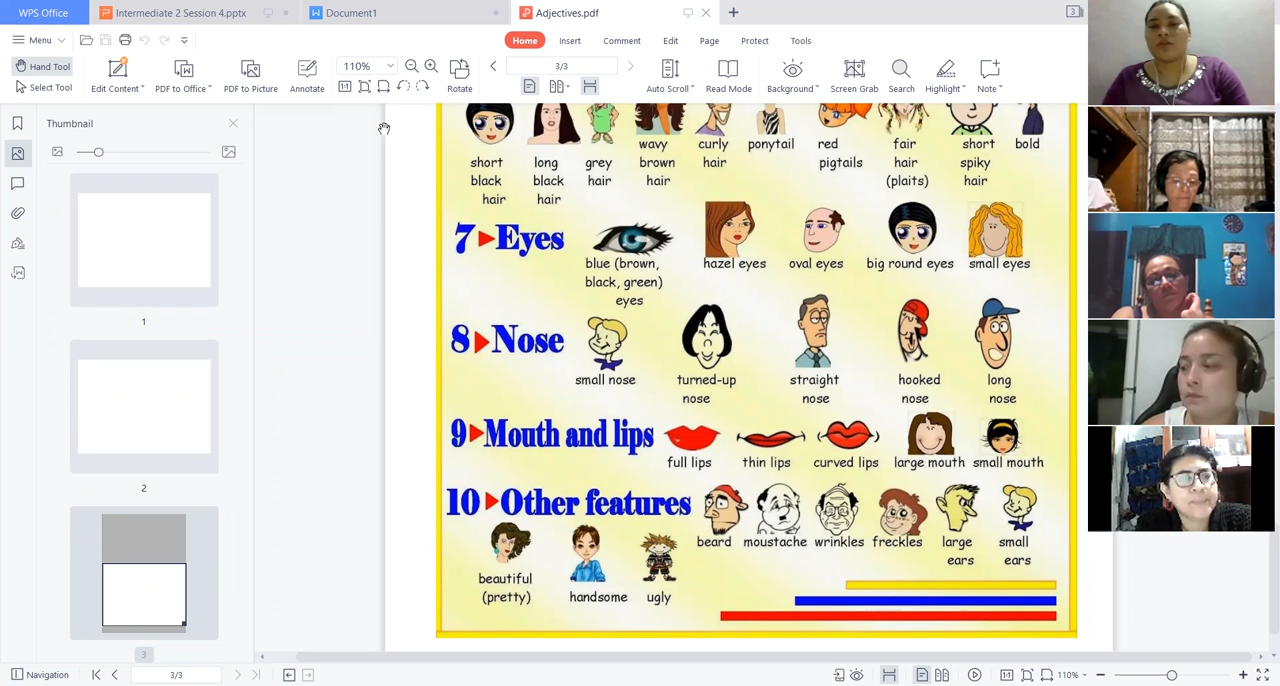 WPS Office
Intermediate 2 Session 4.pptx
Document1
Adjectives.pdf
3
Menu
Home
Insert
Comment
Edit
Page
Protect
Tools
Hand Tool
Select Tool
Edit Content
PDF to Office
PDF to Picture
Annotate
110%
Rotate
3/3
Auto Scroll
Read Mode
Background
Screen Grab
Search
Highlight
Note
Thumbnail
1
2
3
short black hair
long black hair
grey hair
wavy brown hair
curly hair
ponytail
red pigtails
fair hair (plaits)
short spiky hair
bald
7 Eyes
blue (brown, black, green) eyes
hazel eyes
oval eyes
big round eyes
small eyes
8 Nose
small nose
turned-up nose
straight nose
hooked nose
long nose
9 Mouth and lips
full lips
thin lips
curved lips
large mouth
small mouth
10 Other features
beard
moustache
wrinkles
freckles
large ears
small ears
beautiful (pretty)
handsome
ugly
Navigation
3/3
110%